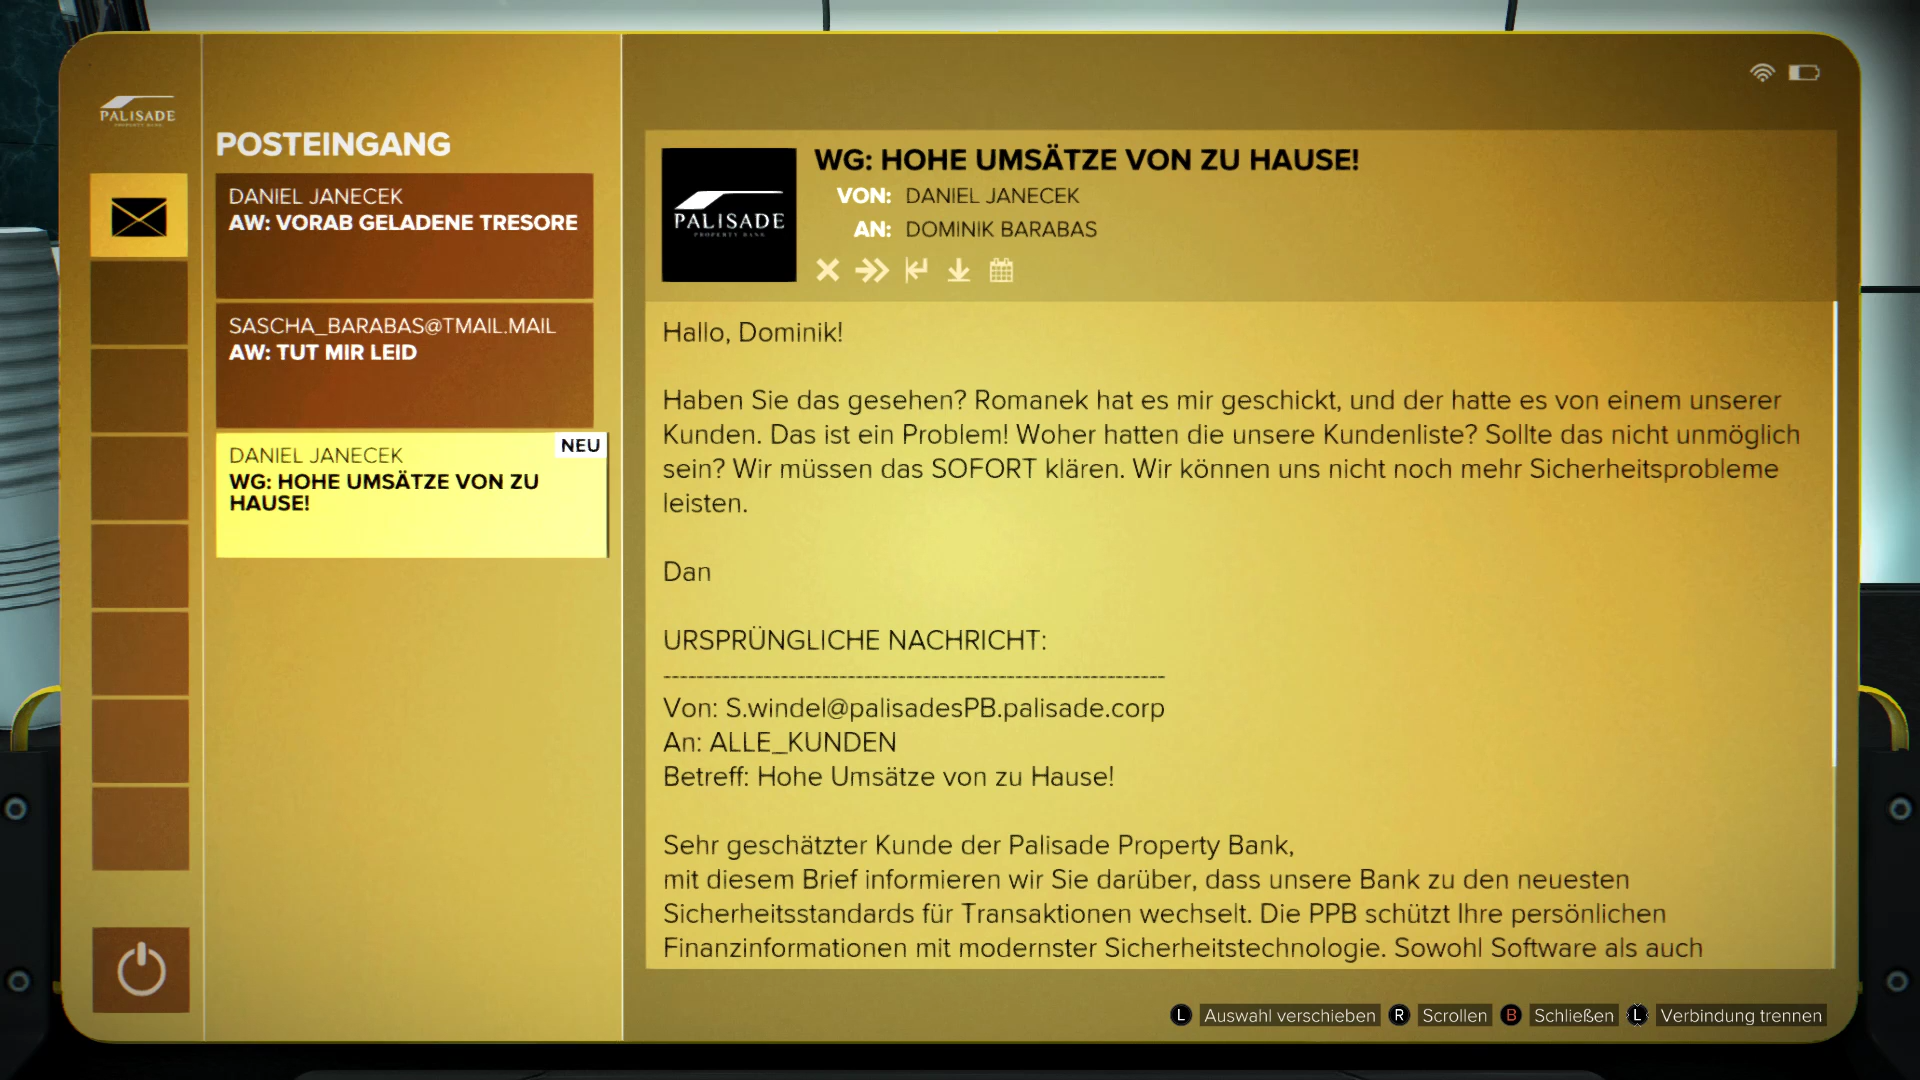 PALISADE
POSTEINGANG
DANIEL JANECEK
AW: VORAB GELADENE TRESORE
SASCHA_BARABAS@TMAIL.MAIL
AW: TUT MIR LEID
NEU
DANIEL JANECEK
WG: HOHE UMSÄTZE VON ZU
HAUSE!
PALISADE
PROPERTY BANK
WG: HOHE UMSÄTZE VON ZU HAUSE!
VON: DANIEL JANECEK
AN: DOMINIK BARABAS
Hallo, Dominik!
Haben Sie das gesehen? Romanek hat es mir geschickt, und der hatte es von einem unserer
Kunden. Das ist ein Problem! Woher hatten die unsere Kundenliste? Sollte das nicht unmöglich
sein? Wir müssen das SOFORT klären. Wir können uns nicht noch mehr Sicherheitsprobleme
leisten.
Dan
URSPRÜNGLICHE NACHRICHT:
------------------------------------------------------------
Von: S.windel@palisadesPB.palisade.corp
An: ALLE_KUNDEN
Betreff: Hohe Umsätze von zu Hause!
Sehr geschätzter Kunde der Palisade Property Bank,
mit diesem Brief informieren wir Sie darüber, dass unsere Bank zu den neuesten
Sicherheitsstandards für Transaktionen wechselt. Die PPB schützt Ihre persönlichen
Finanzinformationen mit modernster Sicherheitstechnologie. Sowohl Software als auch
L Auswahl verschieben R Scrollen B Schließen L Verbindung trennen